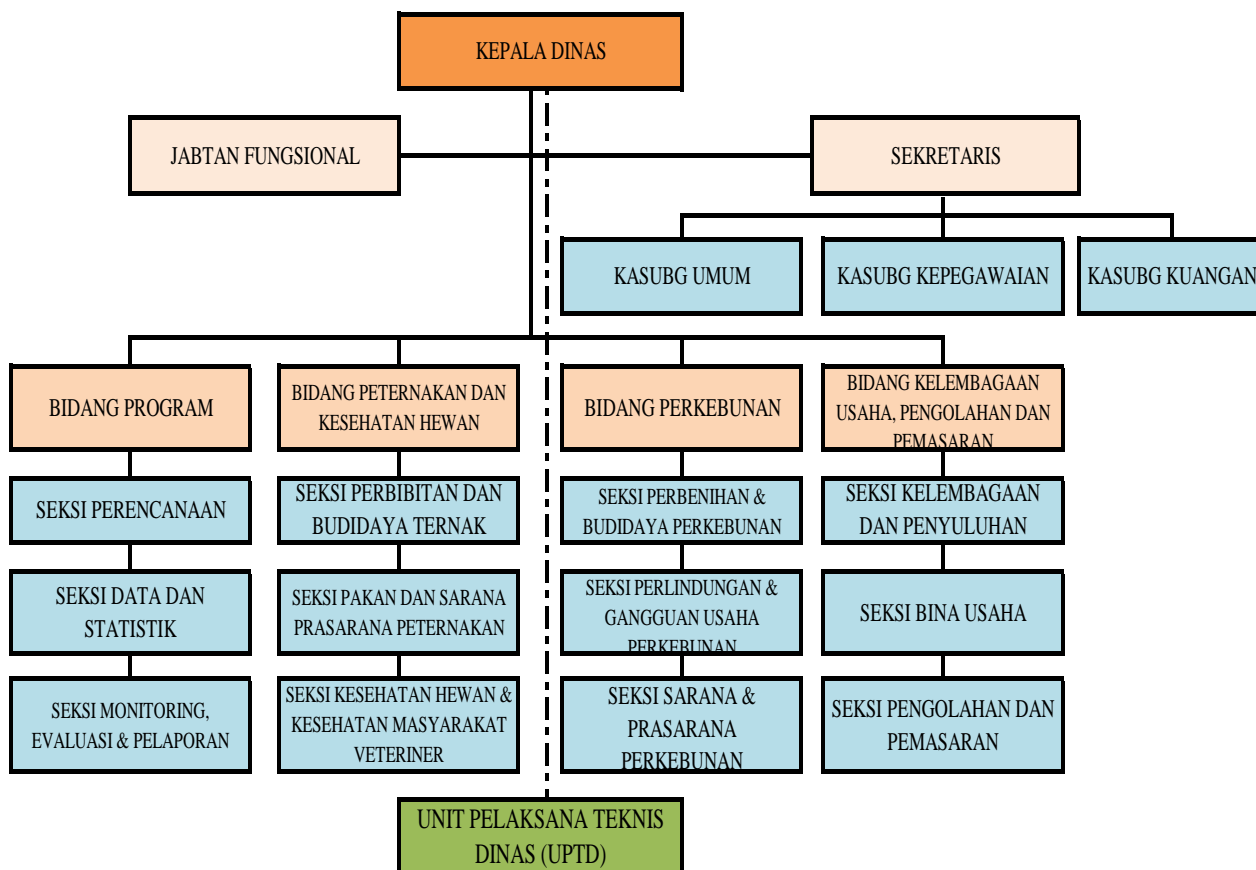 KEPALA DINAS
JABTAN FUNGSIONAL
SEKRETARIS
KASUBG UMUM
KASUBG KEPEGAWAIAN
KASUBG KUANGAN
BIDANG PROGRAM
BIDANG PETERNAKAN DAN
KESEHATAN HEWAN
BIDANG PERKEBUNAN
BIDANG KELEMBAGAAN
USAHA, PENGOLAHAN DAN
PEMASARAN
SEKSI PERENCANAAN
SEKSI PERBIBITAN DAN
BUDIDAYA TERNAK
SEKSI PERBENIHAN &
BUDIDAYA PERKEBUNAN
SEKSI KELEMBAGAAN
DAN PENYULUHAN
SEKSI DATA DAN
STATISTIK
SEKSI PAKAN DAN SARANA
PRASARANA PETERNAKAN
SEKSI PERLINDUNGAN &
GANGGUAN USAHA
PERKEBUNAN
SEKSI BINA USAHA
SEKSI MONITORING,
EVALUASI & PELAPORAN
SEKSI KESEHATAN HEWAN &
KESEHATAN MASYARAKAT
VETERINER
SEKSI SARANA &
PRASARANA
PERKEBUNAN
SEKSI PENGOLAHAN DAN
PEMASARAN
UNIT PELAKSANA TEKNIS
DINAS (UPTD)